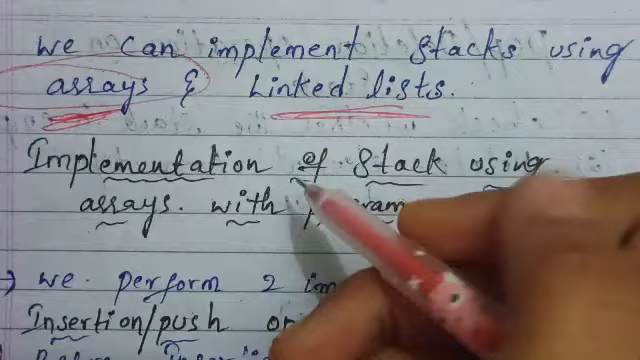 we can implement stacks using
arrays & Linked lists.
Implementation of Stack using
arrays. with
→ we. perform 2
Insertion/push